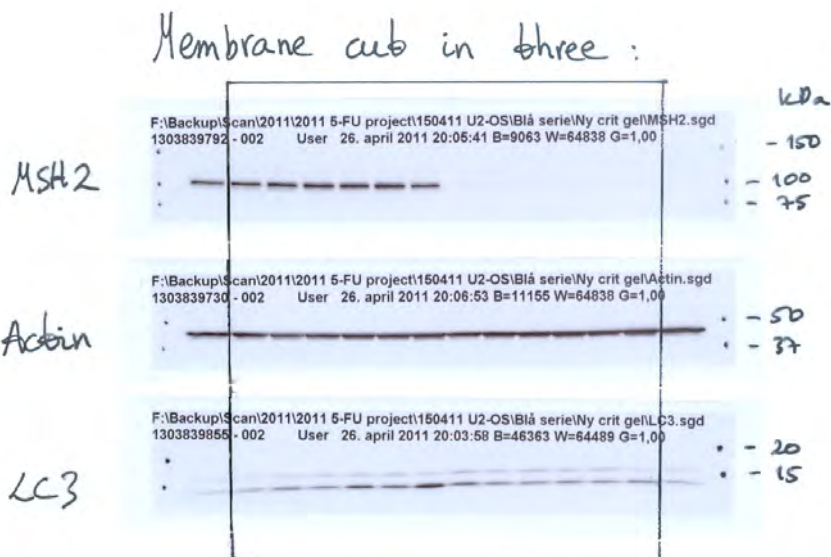 Membrane cut in three :
kDa
F:\Backup\Scan\2011\2011 5-FU project\150411 U2-OS\Blå serie\Ny crit gel\MSH2.sgd
1303839792 - 002 User 26. april 2011 20:05:41 B=9063 W=64838 G=1,00
- 150
MSH2
- 100
- 75
F:\Backup\Scan\2011\2011 5-FU project\150411 U2-OS\Blå serie\Ny crit gel\Actin.sgd
1303839730 - 002 User 26. april 2011 20:06:53 B=11155 W=64838 G=1,00
- 50
Actin
- 37
F:\Backup\Scan\2011\2011 5-FU project\150411 U2-OS\Blå serie\Ny crit gel\LC3.sgd
1303839855 - 002 User 26. april 2011 20:03:58 B=46363 W=64489 G=1,00
- 20
- 15
LC3